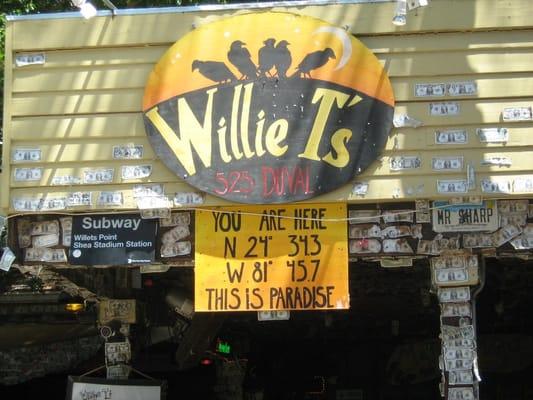 Willie T's
525 DUVAL
MR SHARP
Subway
Willets Point
Shea Stadium Station
YOU ARE HERE
N 24° 34.3
W 81° 45.7
THIS IS PARADISE